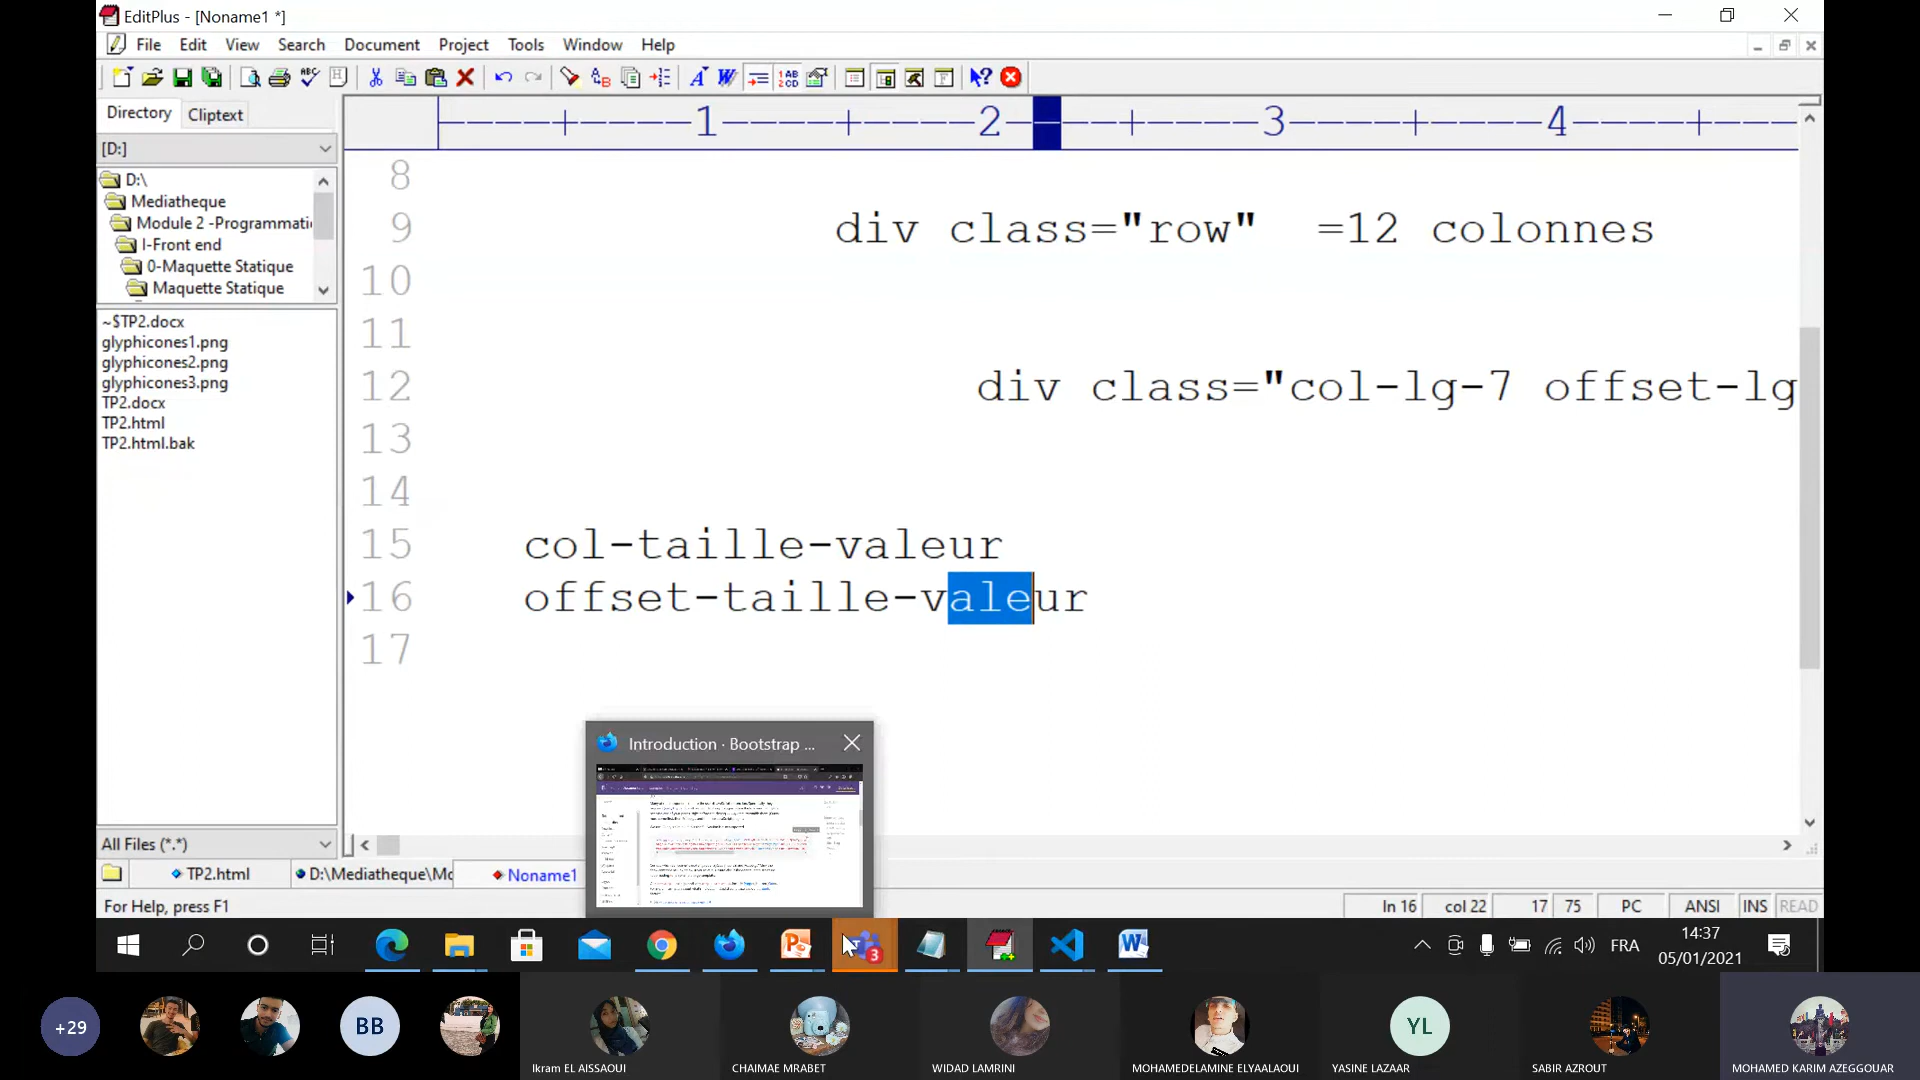 EditPlus - [Noname1 *]
File Edit View Search Document Project Tools Window Help
Directory Cliptext
[D:]
D:\
Mediatheque
Module 2 -Programmati
I-Front end
0-Maquette Statique
Maquette Statique
~$TP2.docx
glyphicones1.png
glyphicones2.png
glyphicones3.png
TP2.docx
TP2.html
TP2.html.bak
All Files (*.*)
----+----1----+----2----+----3----+----4----+----
8
9 div class="row" =12 colonnes
10
11
12 div class="col-lg-7 offset-lg
13
14
15 col-taille-valeur
16 offset-taille-valeur
17
Introduction · Bootstrap ...
TP2.html D:\Mediatheque\Mo Noname1
For Help, press F1 ln 16 col 22 17 75 PC ANSI INS READ
3
FRA
14:37
05/01/2021
+29 BB YL
Ikram EL AISSAOUI CHAIMAE MRABET WIDAD LAMRINI MOHAMEDELAMINE ELYAALAOUI YASINE LAZAAR SABIR AZROUT MOHAMED KARIM AZEGGOUAR